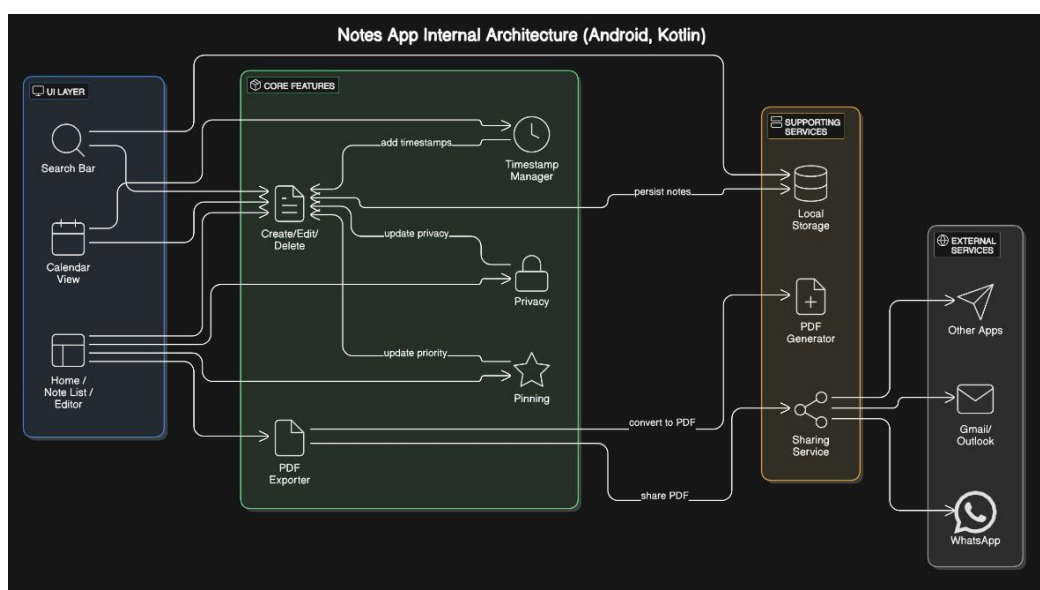 Notes App Internal Architecture (Android, Kotlin)
UI LAYER
Search Bar
Calendar
View
Home /
Note List /
Editor
CORE FEATURES
add timestamps
Timestamp
Manager
Create/Edit/
Delete
update privacy
Privacy
update priority
Pinning
PDF
Exporter
persist notes
convert to PDF
share PDF
SUPPORTING
SERVICES
Local
Storage
PDF
Generator
Sharing
Service
EXTERNAL
SERVICES
Other Apps
Gmail/
Outlook
WhatsApp